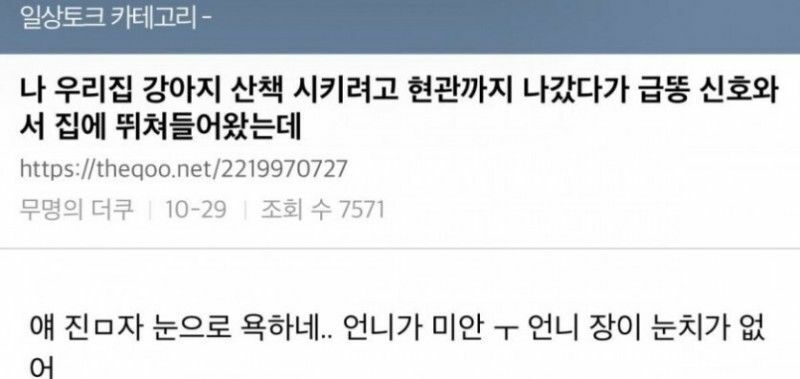 일상토크 카테고리 -
나 우리집 강아지 산책 시키려고 현관까지 나갔다가 급똥 신호와
서 집에 뛰쳐들어왔는데
https://theqoo.net/2219970727
무명의 더쿠 | 10-29 | 조회 수 7571
얘 진ㅁ자 눈으로 욕하네.. 언니가 미안 ㅜ 언니 장이 눈치가 없
어